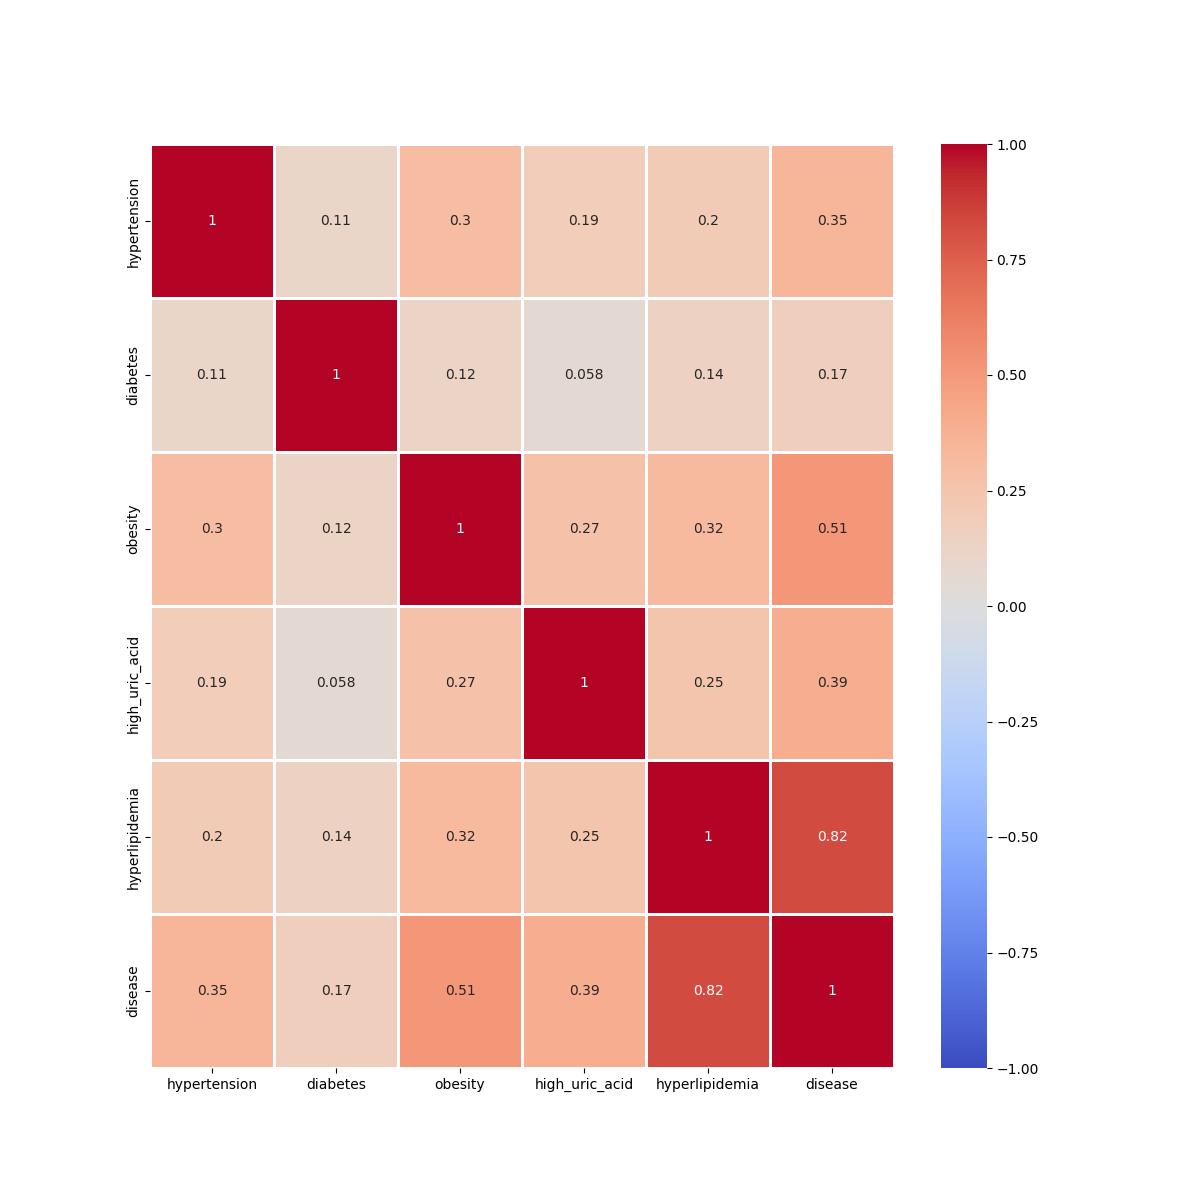 hypertension 1 0.11 0.3 0.19 0.2 0.35
diabetes 0.11 1 0.12 0.058 0.14 0.17
obesity 0.3 0.12 1 0.27 0.32 0.51
high_uric_acid 0.19 0.058 0.27 1 0.25 0.39
hyperlipidemia 0.2 0.14 0.32 0.25 1 0.82
disease 0.35 0.17 0.51 0.39 0.82 1
hypertension diabetes obesity high_uric_acid hyperlipidemia disease
1.00
0.75
0.50
0.25
0.00
−0.25
−0.50
−0.75
−1.00